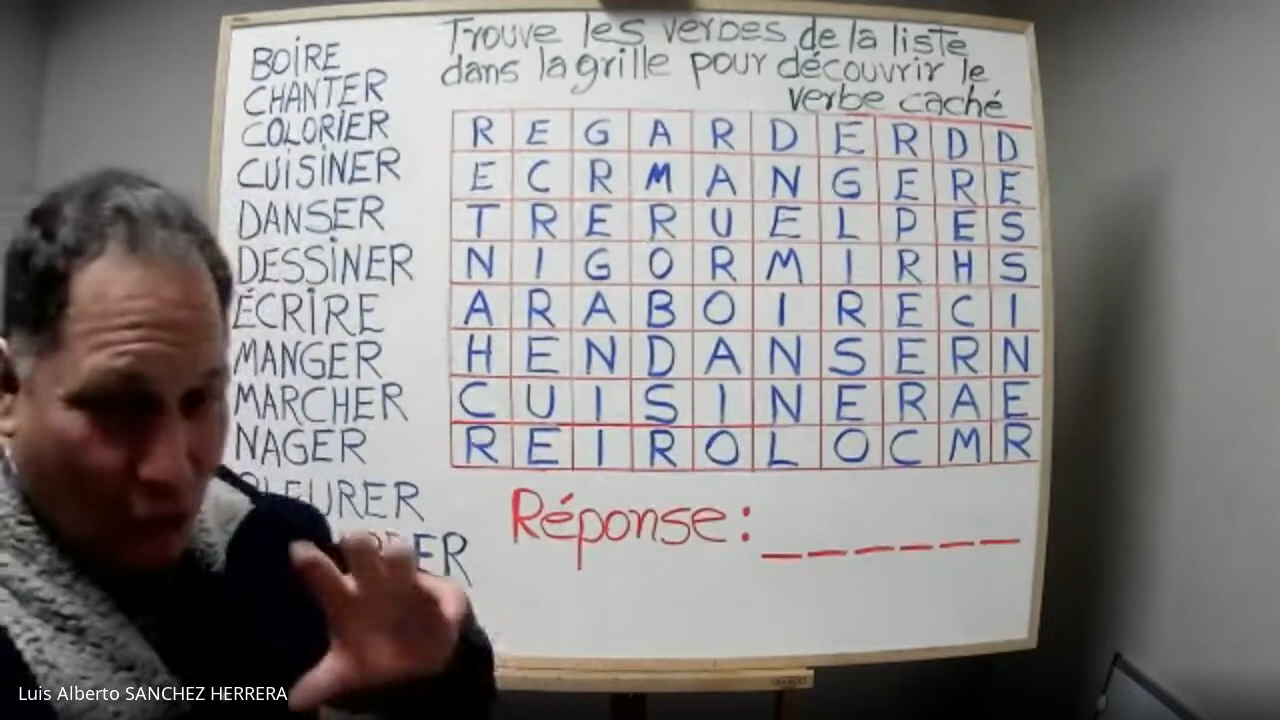 Trouve les verbes de la liste
dans la grille pour découvrir le
verbe caché
BOIRE
CHANTER
COLORIER
CUISINER
DANSER
DESSINER
ÉCRIRE
MANGER
MARCHER
NAGER
R E G A R D E R D D
E C R M A N G E R E
T R E R U E L P E S
N I G O R M I R H S
A R A B O I R E C I
H E N D A N S E R N
C U I S I N E R A E
R E I R O L O C M R
Réponse: _ _ _ _ _ _
Luis Alberto SANCHEZ HERRERA